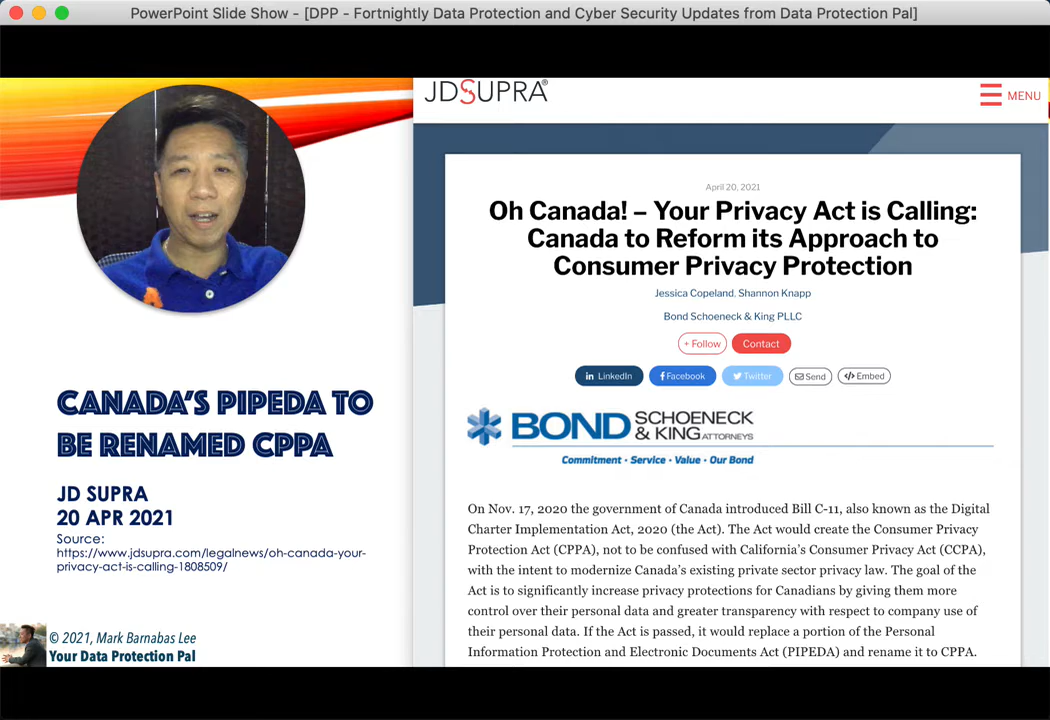 PowerPoint Slide Show - [DPP - Fortnightly Data Protection and Cyber Security Updates from Data Protection Pal]
CANADA'S PIPEDA TO
BE RENAMED CPPA
JD SUPRA
20 APR 2021
Source:
https://www.jdsupra.com/legalnews/oh-canada-your-
privacy-act-is-calling-1808509/
© 2021, Mark Barnabas Lee
Your Data Protection Pal
JDSUPRA®
MENU
April 20, 2021
Oh Canada! – Your Privacy Act is Calling:
Canada to Reform its Approach to
Consumer Privacy Protection
Jessica Copeland, Shannon Knapp
Bond Schoeneck & King PLLC
+ Follow
Contact
in LinkedIn
f Facebook
Twitter
Send
</> Embed
BOND SCHOENECK
& KING ATTORNEYS
Commitment · Service · Value · Our Bond
On Nov. 17, 2020 the government of Canada introduced Bill C-11, also known as the Digital
Charter Implementation Act, 2020 (the Act). The Act would create the Consumer Privacy
Protection Act (CPPA), not to be confused with California's Consumer Privacy Act (CCPA),
with the intent to modernize Canada's existing private sector privacy law. The goal of the
Act is to significantly increase privacy protections for Canadians by giving them more
control over their personal data and greater transparency with respect to company use of
their personal data. If the Act is passed, it would replace a portion of the Personal
Information Protection and Electronic Documents Act (PIPEDA) and rename it to CPPA.